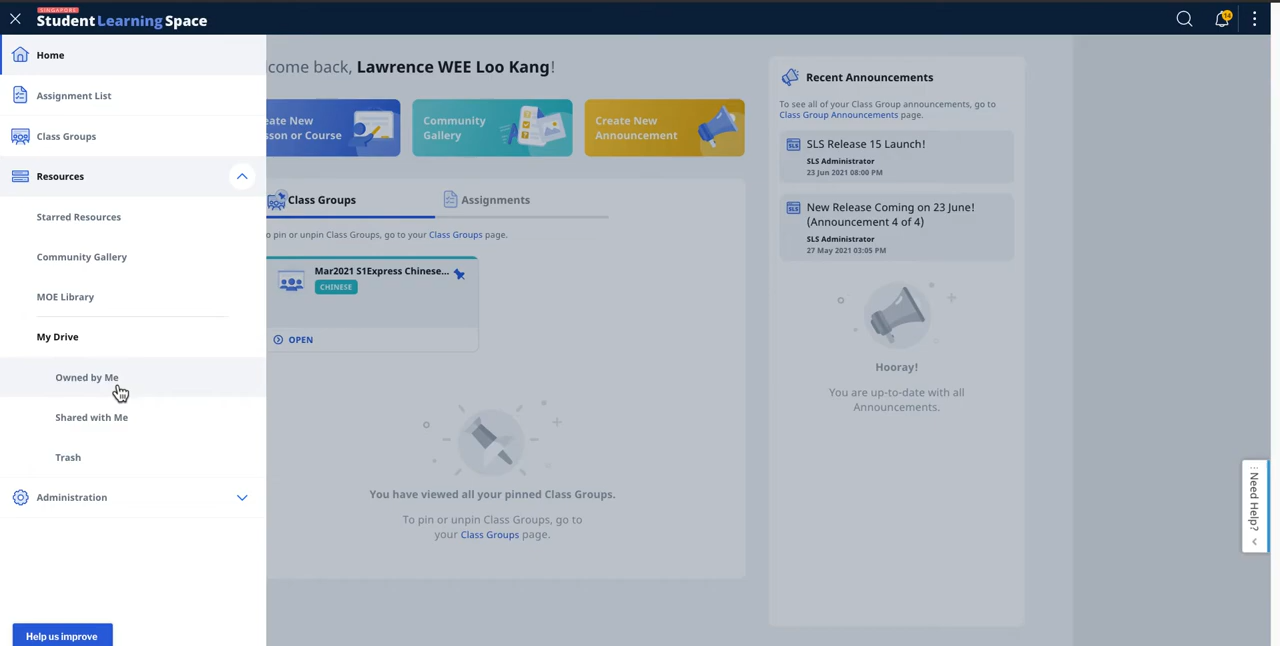 SINGAPORE
Student Learning Space
14
Home
Assignment List
Class Groups
Resources
Starred Resources
Community Gallery
MOE Library
My Drive
Owned by Me
Shared with Me
Trash
Administration
Help us improve
come back, Lawrence WEE Loo Kang!
eate New
sson or Course
Community
Gallery
Create New
Announcement
Class Groups
Assignments
o pin or unpin Class Groups, go to your Class Groups page.
Mar2021 S1Express Chinese...
CHINESE
OPEN
You have viewed all your pinned Class Groups.
To pin or unpin Class Groups, go to
your Class Groups page.
Recent Announcements
To see all of your Class Group announcements, go to
Class Group Announcements page.
SLS
SLS Release 15 Launch!
SLS Administrator
23 Jun 2021 08:00 PM
SLS
New Release Coming on 23 June!
(Announcement 4 of 4)
SLS Administrator
27 May 2021 03:05 PM
Hooray!
You are up-to-date with all
Announcements.
Need Help?